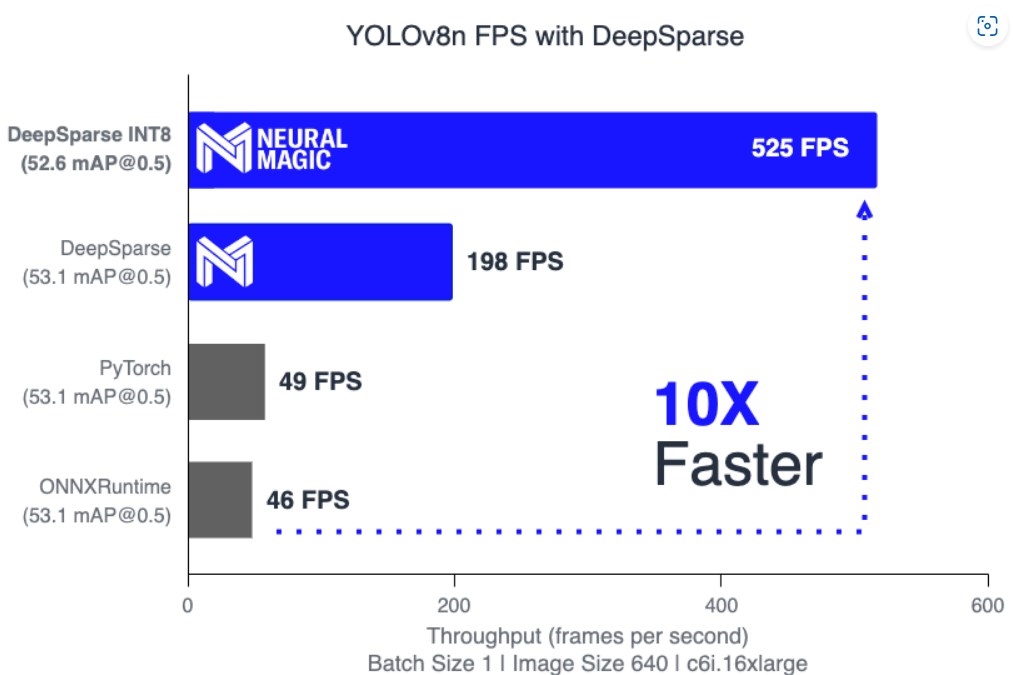 YOLOv8n FPS with DeepSparse
DeepSparse INT8
(52.6 mAP@0.5)
NEURAL
MAGIC
525 FPS
DeepSparse
(53.1 mAP@0.5)
198 FPS
PyTorch
(53.1 mAP@0.5)
49 FPS
10X
Faster
ONNXRuntime
(53.1 mAP@0.5)
46 FPS
0
200
400
600
Throughput (frames per second)
Batch Size 1 | Image Size 640 | c6i.16xlarge